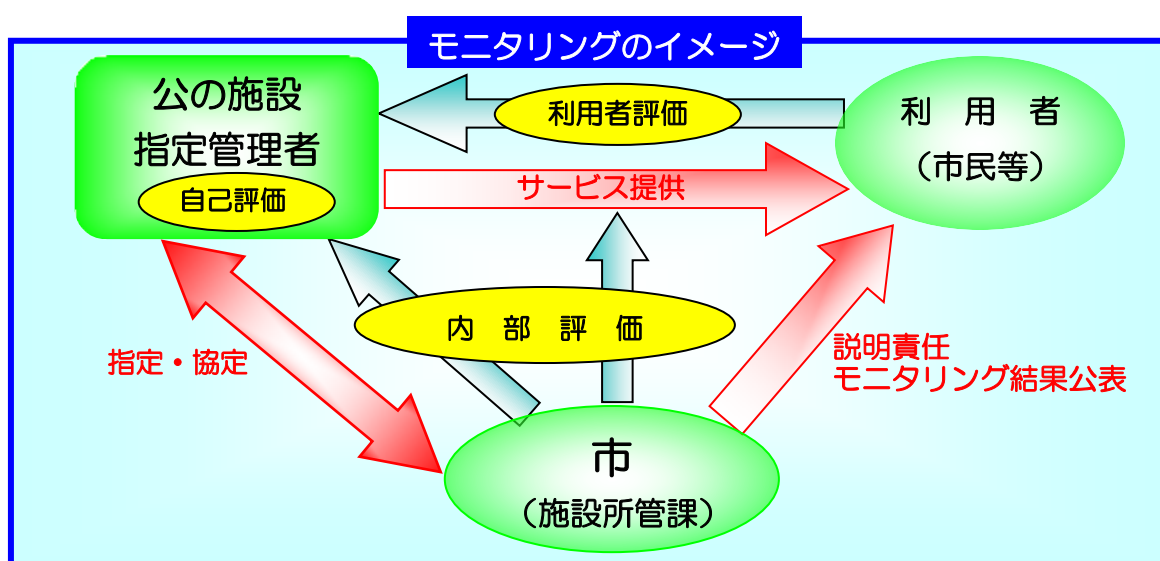 モニタリングのイメージ
公の施設
指定管理者
自己評価
利用者評価
利　用　者
（市民等）
サービス提供
内　部　評　価
指定・協定
説明責任
モニタリング結果公表
市
（施設所管課）